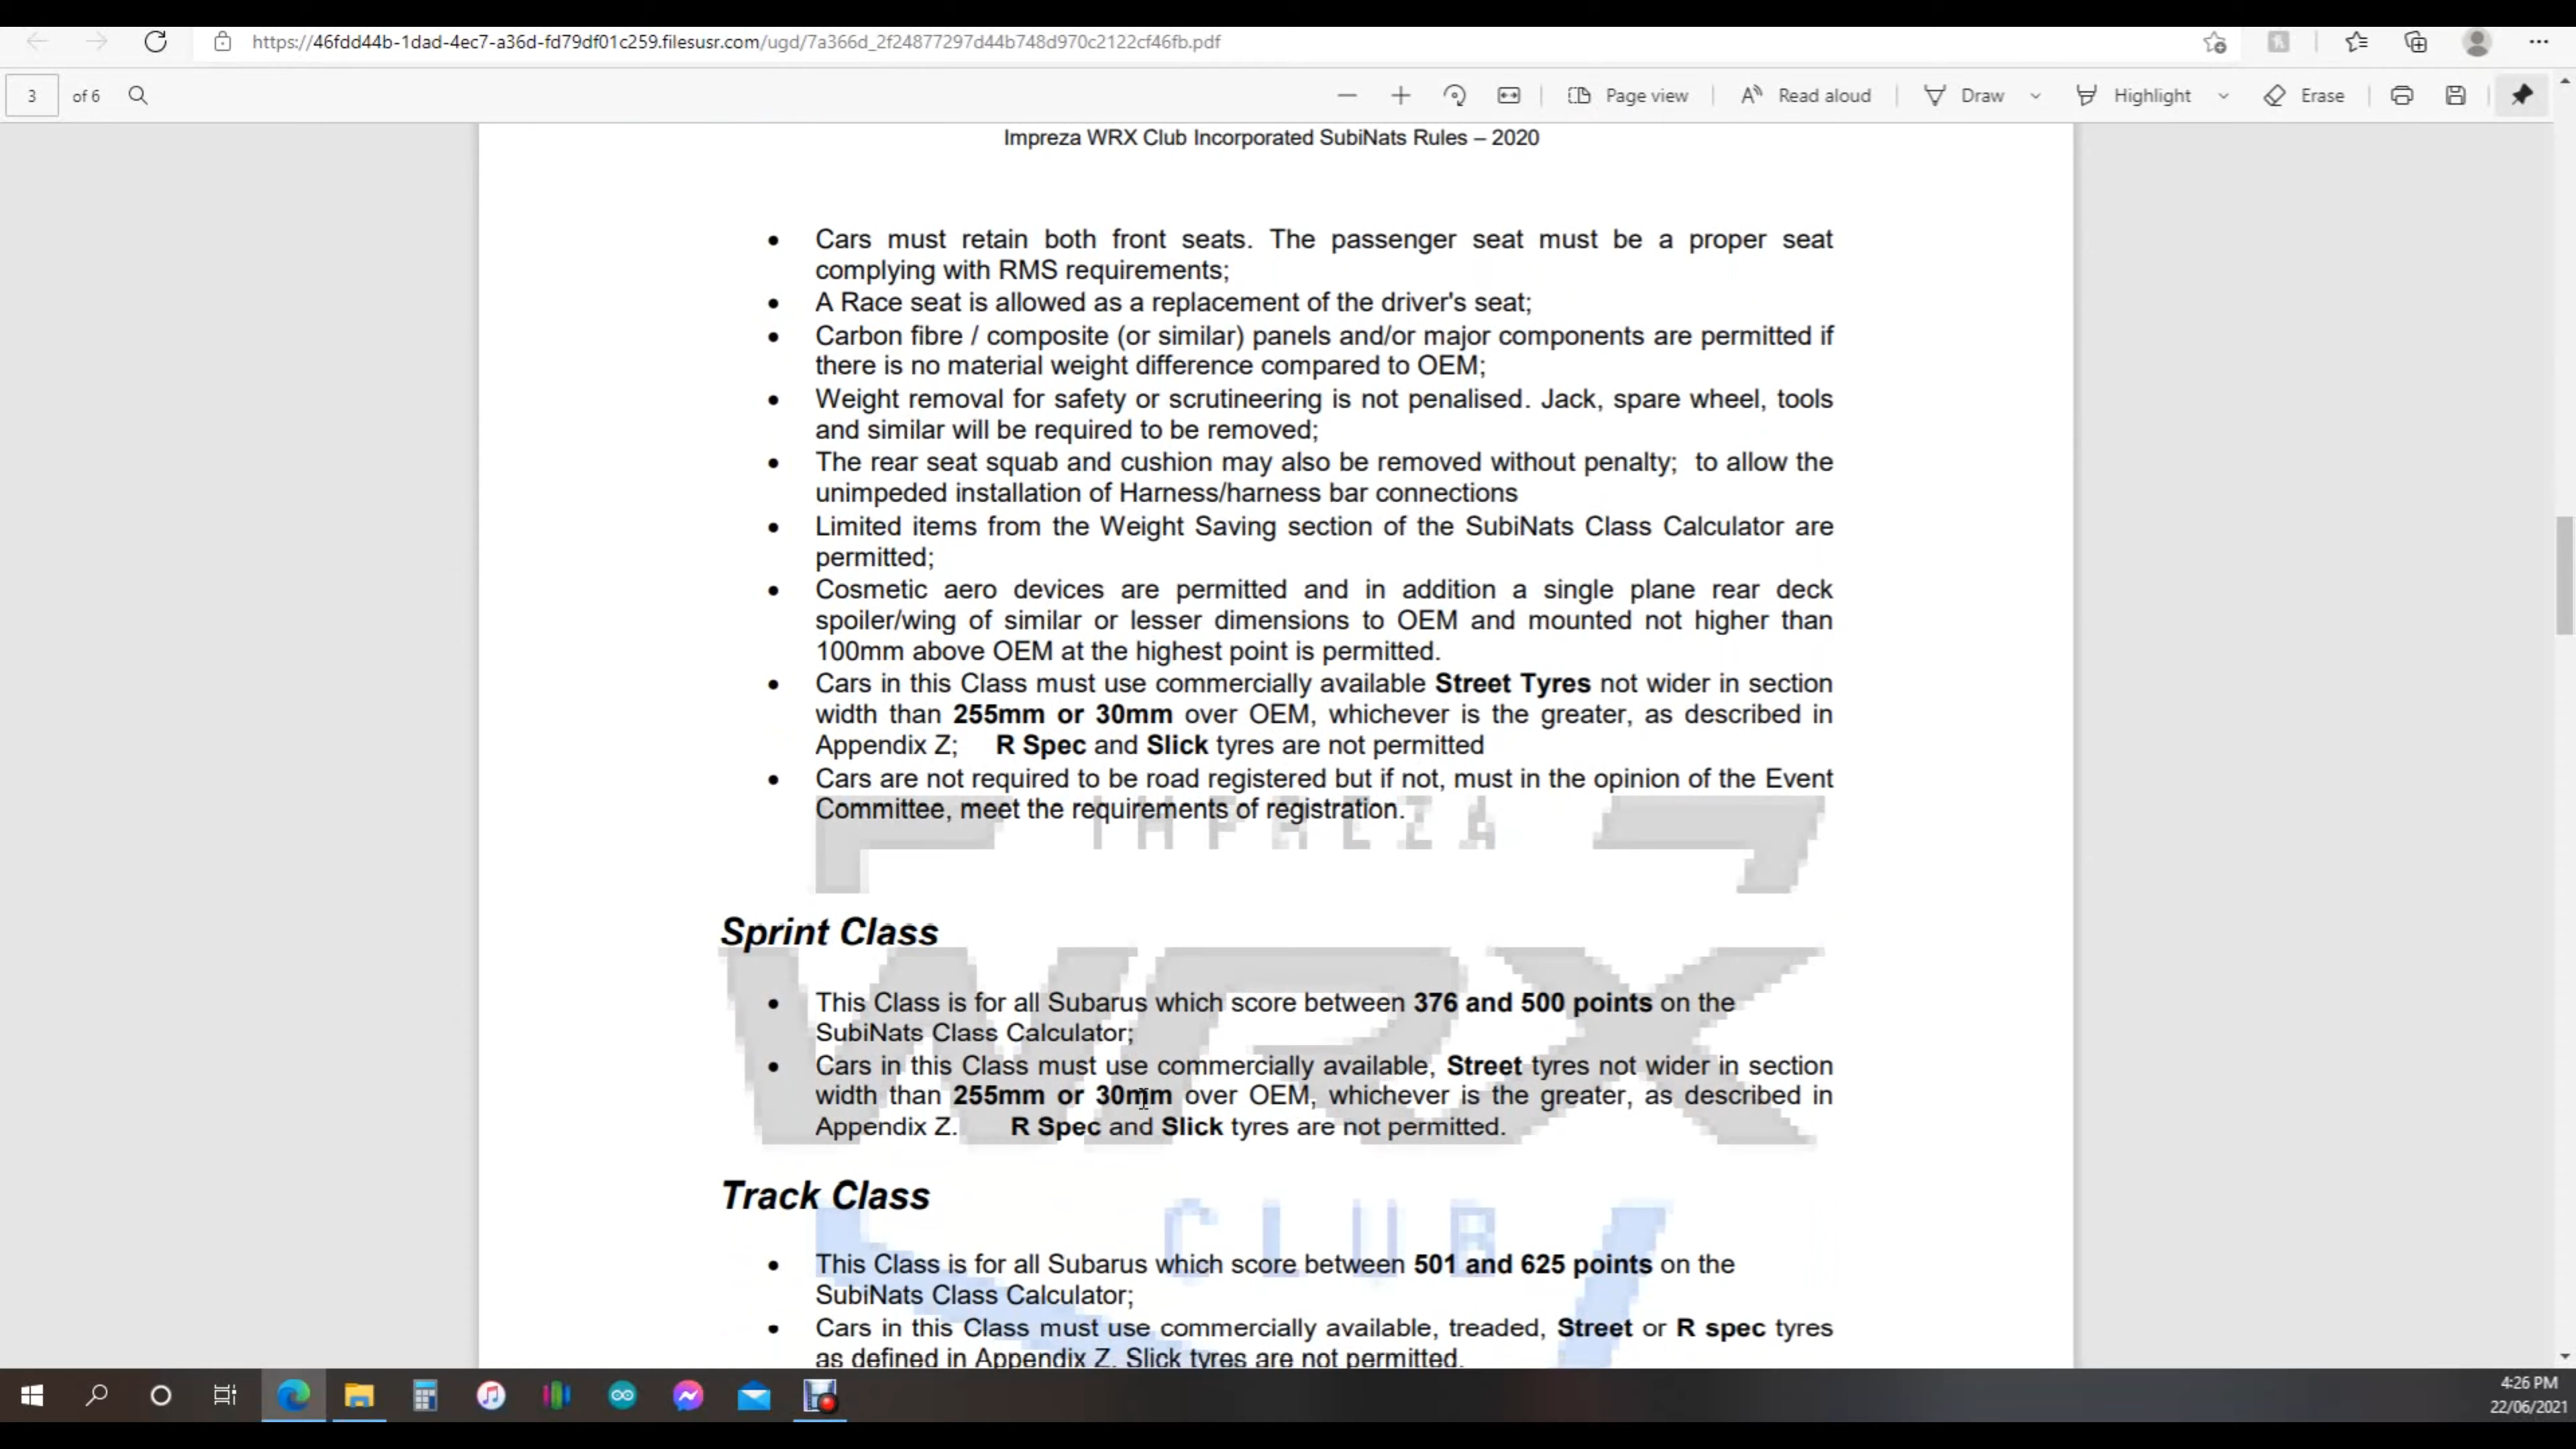 https://46fdd44b-1dad-4ec7-a36d-fd79df01c259.filesusr.com/ugd/7a366d_2f24877297d44b748d970c2122cf46fb.pdf
3 of 6 Page view Read aloud Draw Highlight Erase
Impreza WRX Club Incorporated SubiNats Rules – 2020
• Cars must retain both front seats. The passenger seat must be a proper seat
complying with RMS requirements;
• A Race seat is allowed as a replacement of the driver's seat;
• Carbon fibre / composite (or similar) panels and/or major components are permitted if
there is no material weight difference compared to OEM;
• Weight removal for safety or scrutineering is not penalised. Jack, spare wheel, tools
and similar will be required to be removed;
• The rear seat squab and cushion may also be removed without penalty; to allow the
unimpeded installation of Harness/harness bar connections
• Limited items from the Weight Saving section of the SubiNats Class Calculator are
permitted;
• Cosmetic aero devices are permitted and in addition a single plane rear deck
spoiler/wing of similar or lesser dimensions to OEM and mounted not higher than
100mm above OEM at the highest point is permitted.
• Cars in this Class must use commercially available Street Tyres not wider in section
width than 255mm or 30mm over OEM, whichever is the greater, as described in
Appendix Z; R Spec and Slick tyres are not permitted
• Cars are not required to be road registered but if not, must in the opinion of the Event
Committee, meet the requirements of registration.
IMPREZA
Sprint Class
WRX
• This Class is for all Subarus which score between 376 and 500 points on the
SubiNats Class Calculator;
• Cars in this Class must use commercially available, Street tyres not wider in section
width than 255mm or 30mm over OEM, whichever is the greater, as described in
Appendix Z. R Spec and Slick tyres are not permitted.
Track Class
CLUB
• This Class is for all Subarus which score between 501 and 625 points on the
SubiNats Class Calculator;
• Cars in this Class must use commercially available, treaded, Street or R spec tyres
as defined in Appendix Z. Slick tyres are not permitted.
4:26 PM
22/06/2021